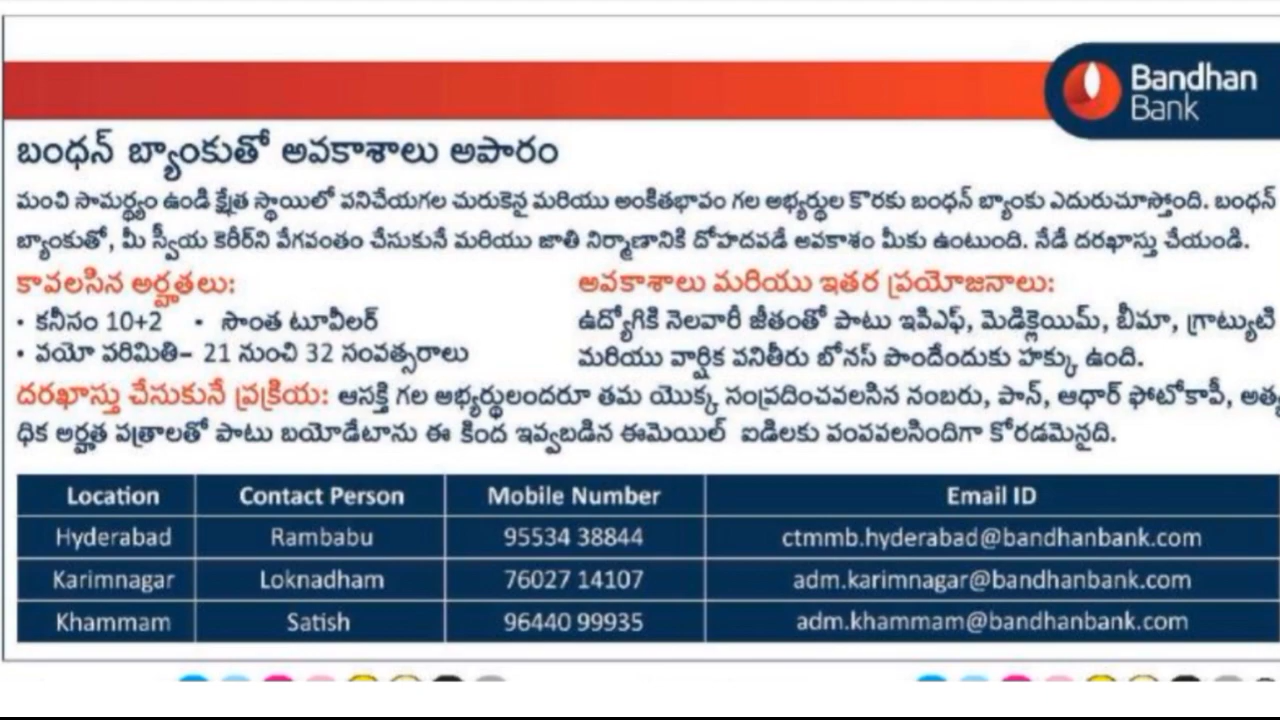 Bandhan
Bank
బంధన్ బ్యాంకుతో అవకాశాలు అపారం
మంచి సామర్థ్యం ఉండి క్షేత్ర స్థాయిలో పనిచేయగల చురుకైన మరియు అంకితభావం గల అభ్యర్థుల కొరకు బంధన్ బ్యాంకు ఎదురుచూస్తోంది. బంధన్
బ్యాంకుతో, మీ స్వీయ కెరీర్‌ని వేగవంతం చేసుకునే మరియు జాతి నిర్మాణానికి దోహదపడే అవకాశం మీకు ఉంటుంది. నేడే దరఖాస్తు చేయండి.
కావలసిన అర్హతలు:
• కనీసం 10+2 • సొంత టూవీలర్
• వయో పరిమితి– 21 నుంచి 32 సంవత్సరాలు
అవకాశాలు మరియు ఇతర ప్రయోజనాలు:
ఉద్యోగికి నెలవారీ జీతంతో పాటు ఇపిఎఫ్, మెడిక్లెయిమ్, బీమా, గ్రాట్యుటి
మరియు వార్షిక పనితీరు బోనస్ పొందేందుకు హక్కు ఉంది.
దరఖాస్తు చేసుకునే ప్రక్రియ: ఆసక్తి గల అభ్యర్థులందరూ తమ యొక్క సంప్రదించవలసిన నంబరు, పాన్, ఆధార్ ఫోటోకాపీ, అత్య
ధిక అర్హత పత్రాలతో పాటు బయోడేటాను ఈ కింద ఇవ్వబడిన ఈమెయిల్ ఐడిలకు పంపవలసిందిగా కోరడమైనది.
Location Contact Person Mobile Number Email ID
Hyderabad Rambabu 95534 38844 ctmmb.hyderabad@bandhanbank.com
Karimnagar Loknadham 76027 14107 adm.karimnagar@bandhanbank.com
Khammam Satish 96440 99935 adm.khammam@bandhanbank.com